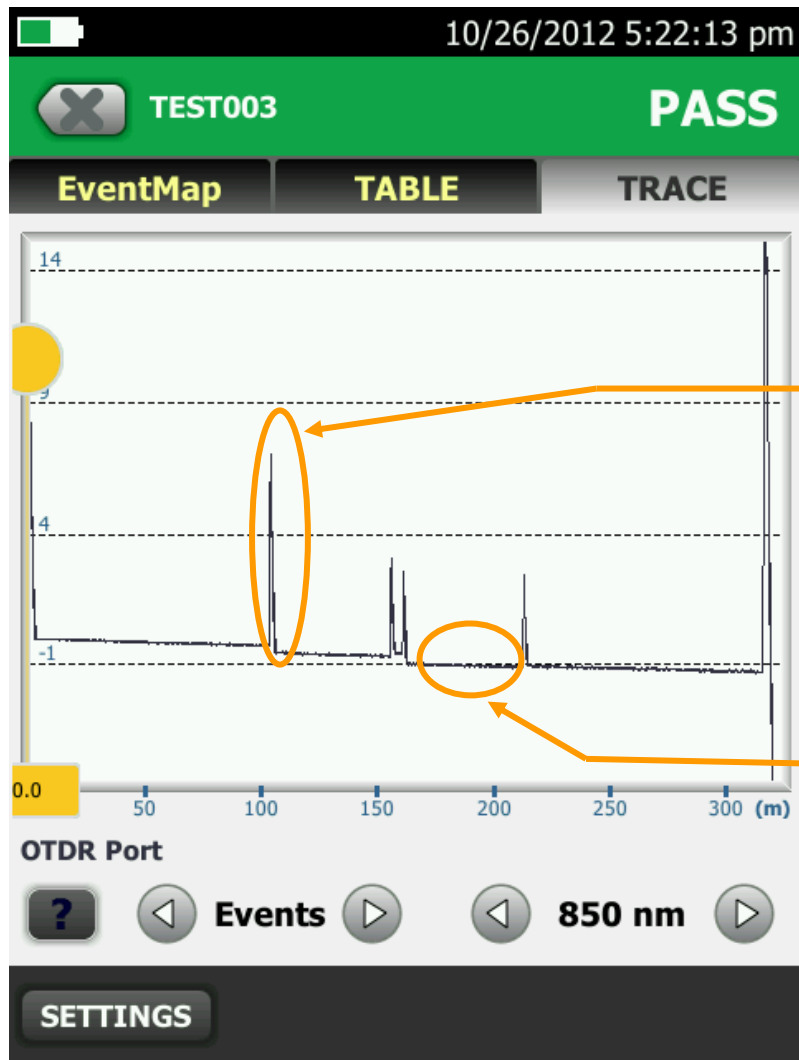 10/26/2012 5:22:13 pm
TEST003 PASS
EventMap TABLE TRACE
14
9
4
-1
0.0
50 100 150 200 250 300 (m)
OTDR Port
? Events 850 nm
SETTINGS